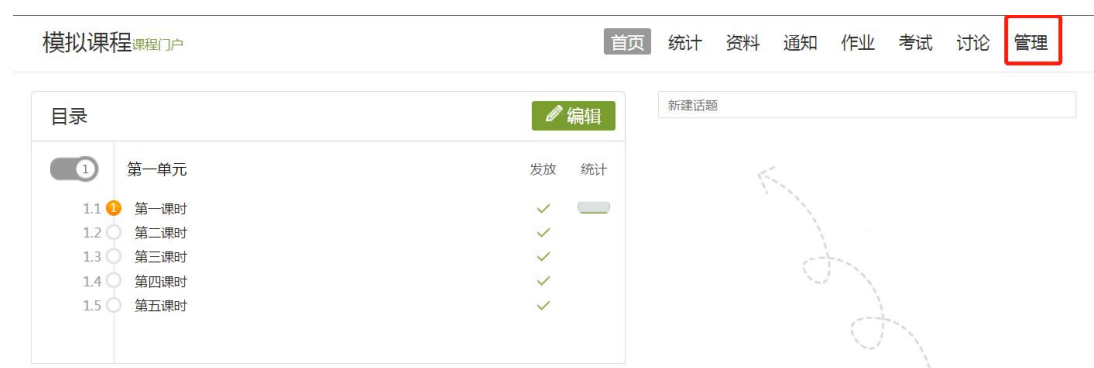 模拟课程课程门户
首页 统计 资料 通知 作业 考试 讨论 管理
目录
编辑
新建话题
1 第一单元 发放 统计
1.1 1 第一课时
1.2 第二课时
1.3 第三课时
1.4 第四课时
1.5 第五课时